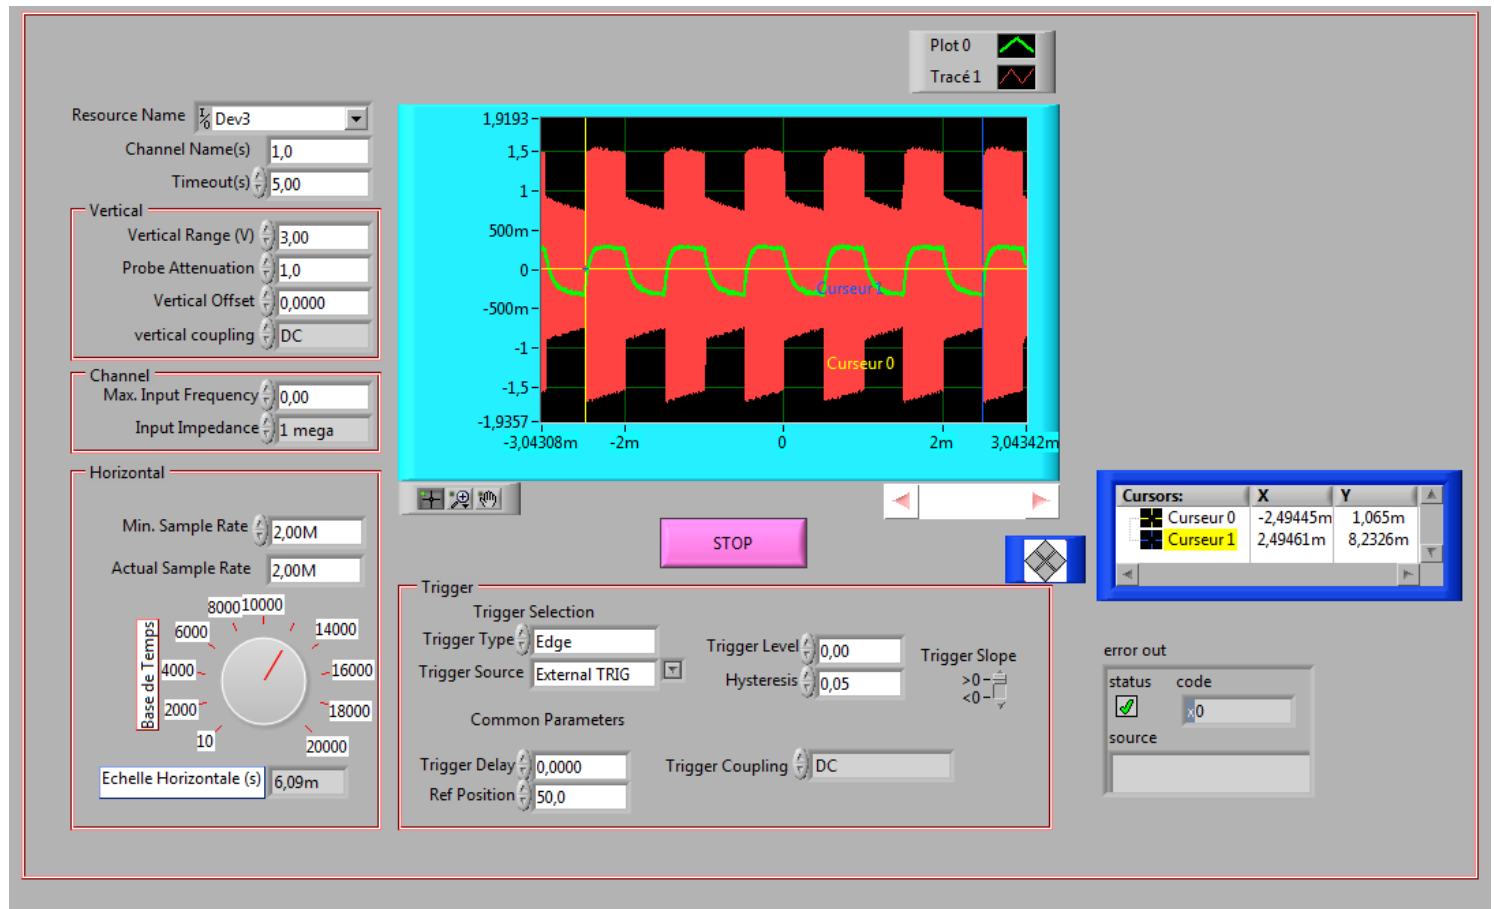 Plot 0
Tracé 1
Resource Name I/0 Dev3
Channel Name(s) 1,0
Timeout(s) 5,00
Vertical
Vertical Range (V) 3,00
Probe Attenuation 1,0
Vertical Offset 0,0000
vertical coupling DC
Channel
Max. Input Frequency 0,00
Input Impedance 1 mega
Horizontal
Min. Sample Rate 2,00M
Actual Sample Rate 2,00M
Base de Temps
10
2000
4000
6000
8000
10000
14000
16000
18000
20000
Echelle Horizontale (s) 6,09m
1,9193
1,5
1
500m
0
-500m
-1
-1,5
-1,9357
Curseur 1
Curseur 0
-3,04308m -2m 0 2m 3,04342m
STOP
Trigger
Trigger Selection
Trigger Type Edge
Trigger Source External TRIG
Trigger Level 0,00
Hysteresis 0,05
Trigger Slope
>0
<0
Common Parameters
Trigger Delay 0,0000
Ref Position 50,0
Trigger Coupling DC
Cursors: X Y
Curseur 0 -2,49445m 1,065m
Curseur 1 2,49461m 8,2326m
error out
status code
x0
source